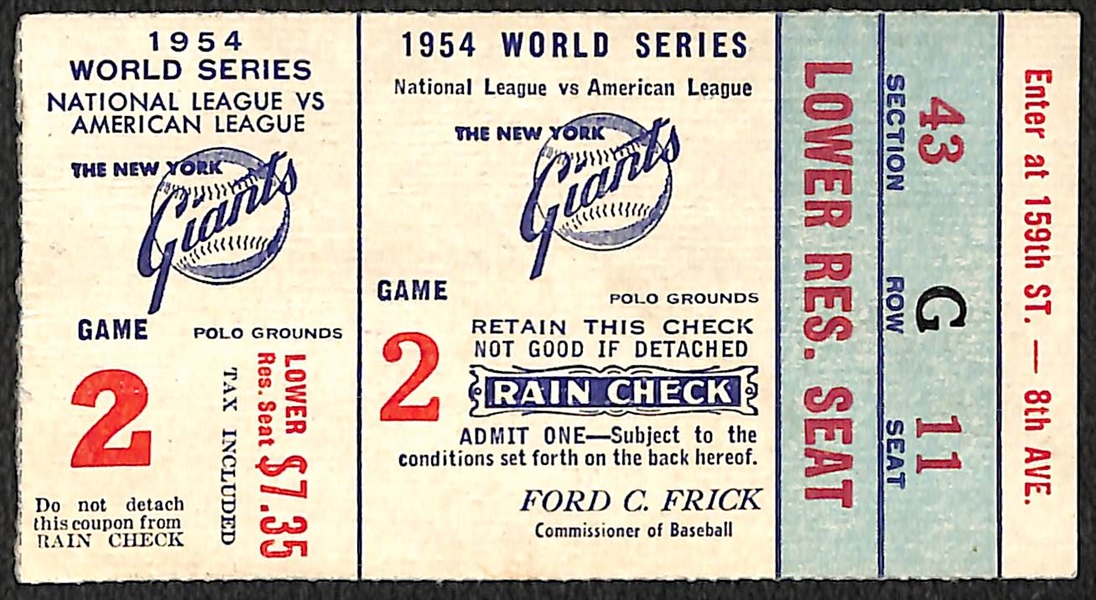 1954
WORLD SERIES
NATIONAL LEAGUE VS
AMERICAN LEAGUE
THE NEW YORK
Giants
GAME
2
POLO GROUNDS
LOWER
Res. Seat $7.35
TAX INCLUDED
Do not detach
this coupon from
RAIN CHECK
1954 WORLD SERIES
National League vs American League
THE NEW YORK
Giants
GAME
2
POLO GROUNDS
RETAIN THIS CHECK
NOT GOOD IF DETACHED
RAIN CHECK
ADMIT ONE—Subject to the
conditions set forth on the back hereof.
FORD C. FRICK
Commissioner of Baseball
LOWER RES. SEAT
43 G 11
SECTION ROW SEAT
Enter at 159th ST. — 8th AVE.